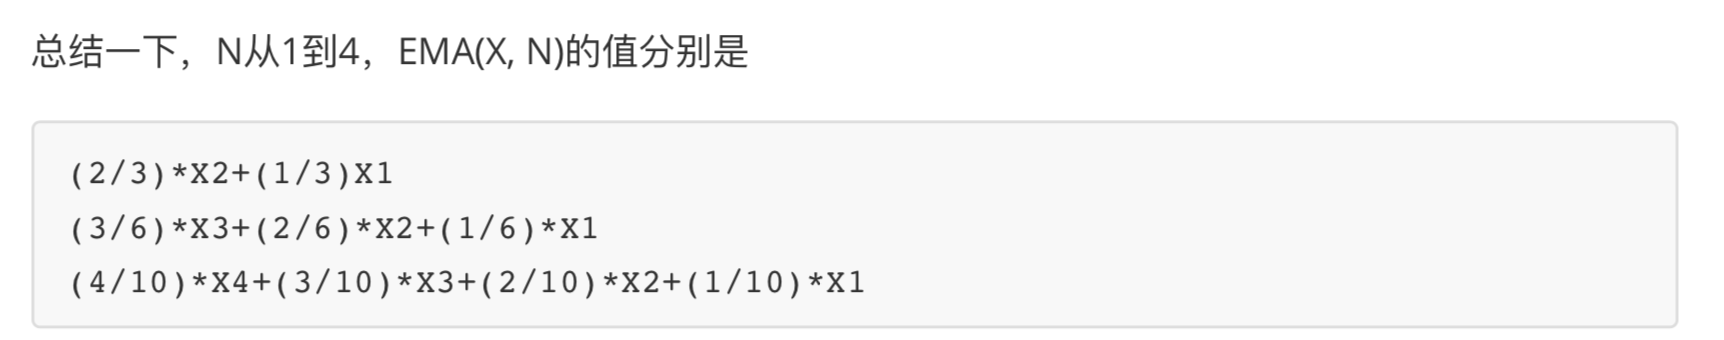 总结一下，N从1到4，EMA(X, N)的值分别是
(2/3)*X2+(1/3)X1
(3/6)*X3+(2/6)*X2+(1/6)*X1
(4/10)*X4+(3/10)*X3+(2/10)*X2+(1/10)*X1